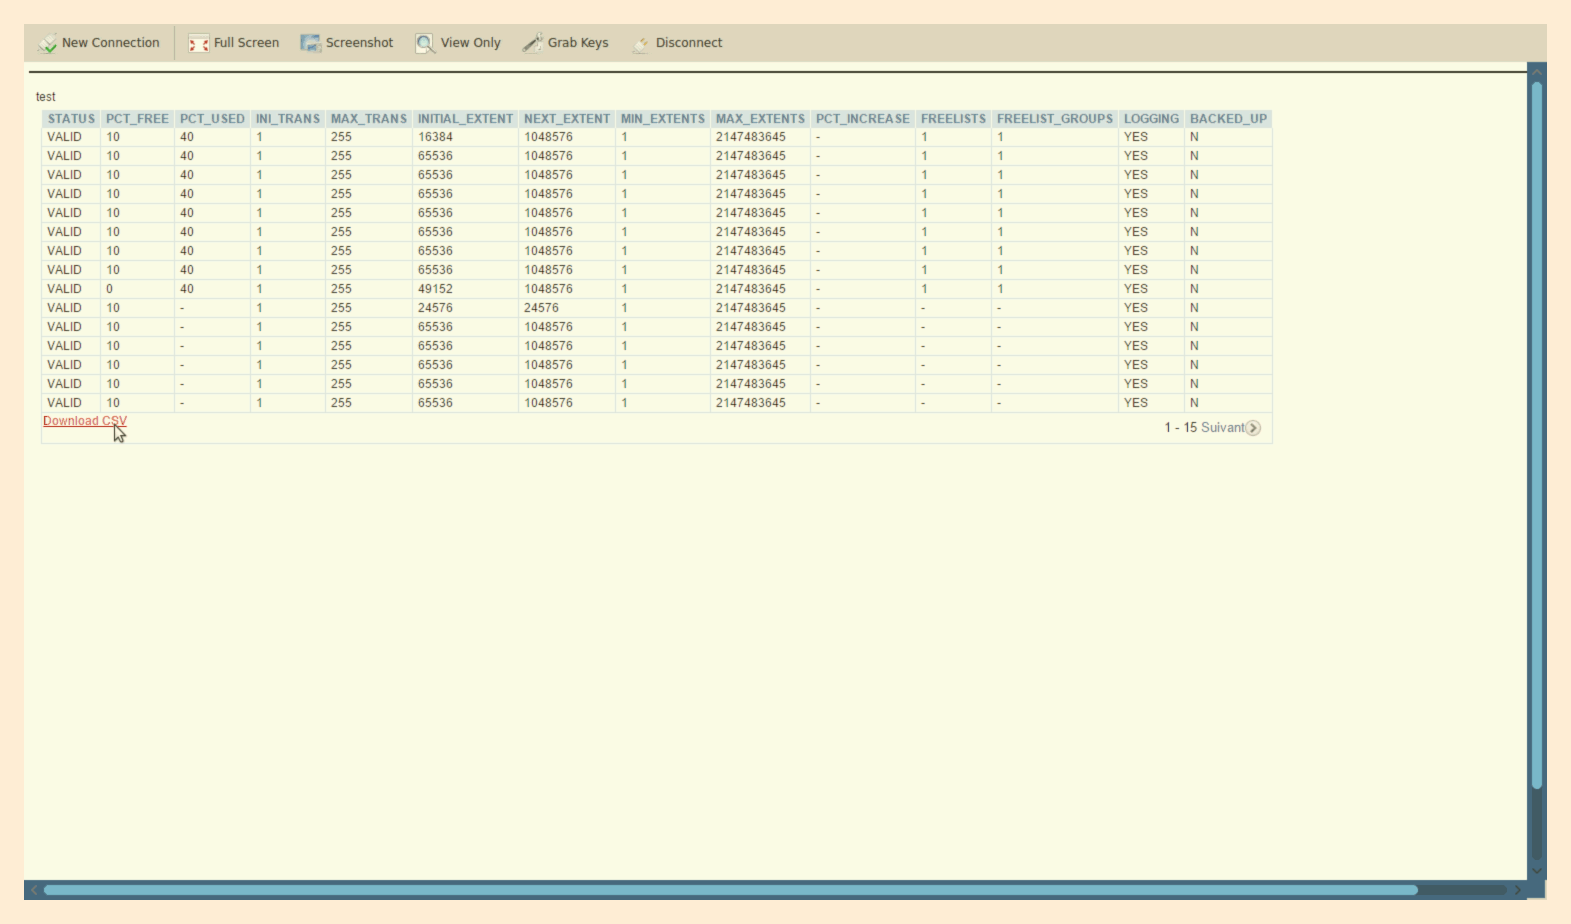 New Connection Full Screen Screenshot View Only Grab Keys Disconnect
test
STATUS PCT_FREE PCT_USED INI_TRANS MAX_TRANS INITIAL_EXTENT NEXT_EXTENT MIN_EXTENTS MAX_EXTENTS PCT_INCREASE FREELISTS FREELIST_GROUPS LOGGING BACKED_UP
VALID 10 40 1 255 16384 1048576 1 2147483645 - 1 1 YES N
VALID 10 40 1 255 65536 1048576 1 2147483645 - 1 1 YES N
VALID 10 40 1 255 65536 1048576 1 2147483645 - 1 1 YES N
VALID 10 40 1 255 65536 1048576 1 2147483645 - 1 1 YES N
VALID 10 40 1 255 65536 1048576 1 2147483645 - 1 1 YES N
VALID 10 40 1 255 65536 1048576 1 2147483645 - 1 1 YES N
VALID 10 40 1 255 65536 1048576 1 2147483645 - 1 1 YES N
VALID 10 40 1 255 65536 1048576 1 2147483645 - 1 1 YES N
VALID 0 40 1 255 49152 1048576 1 2147483645 - 1 1 YES N
VALID 10 - 1 255 24576 24576 1 2147483645 - - - YES N
VALID 10 - 1 255 65536 1048576 1 2147483645 - - - YES N
VALID 10 - 1 255 65536 1048576 1 2147483645 - - - YES N
VALID 10 - 1 255 65536 1048576 1 2147483645 - - - YES N
VALID 10 - 1 255 65536 1048576 1 2147483645 - - - YES N
VALID 10 - 1 255 65536 1048576 1 2147483645 - - - YES N
Download CSV
1 - 15 Suivant